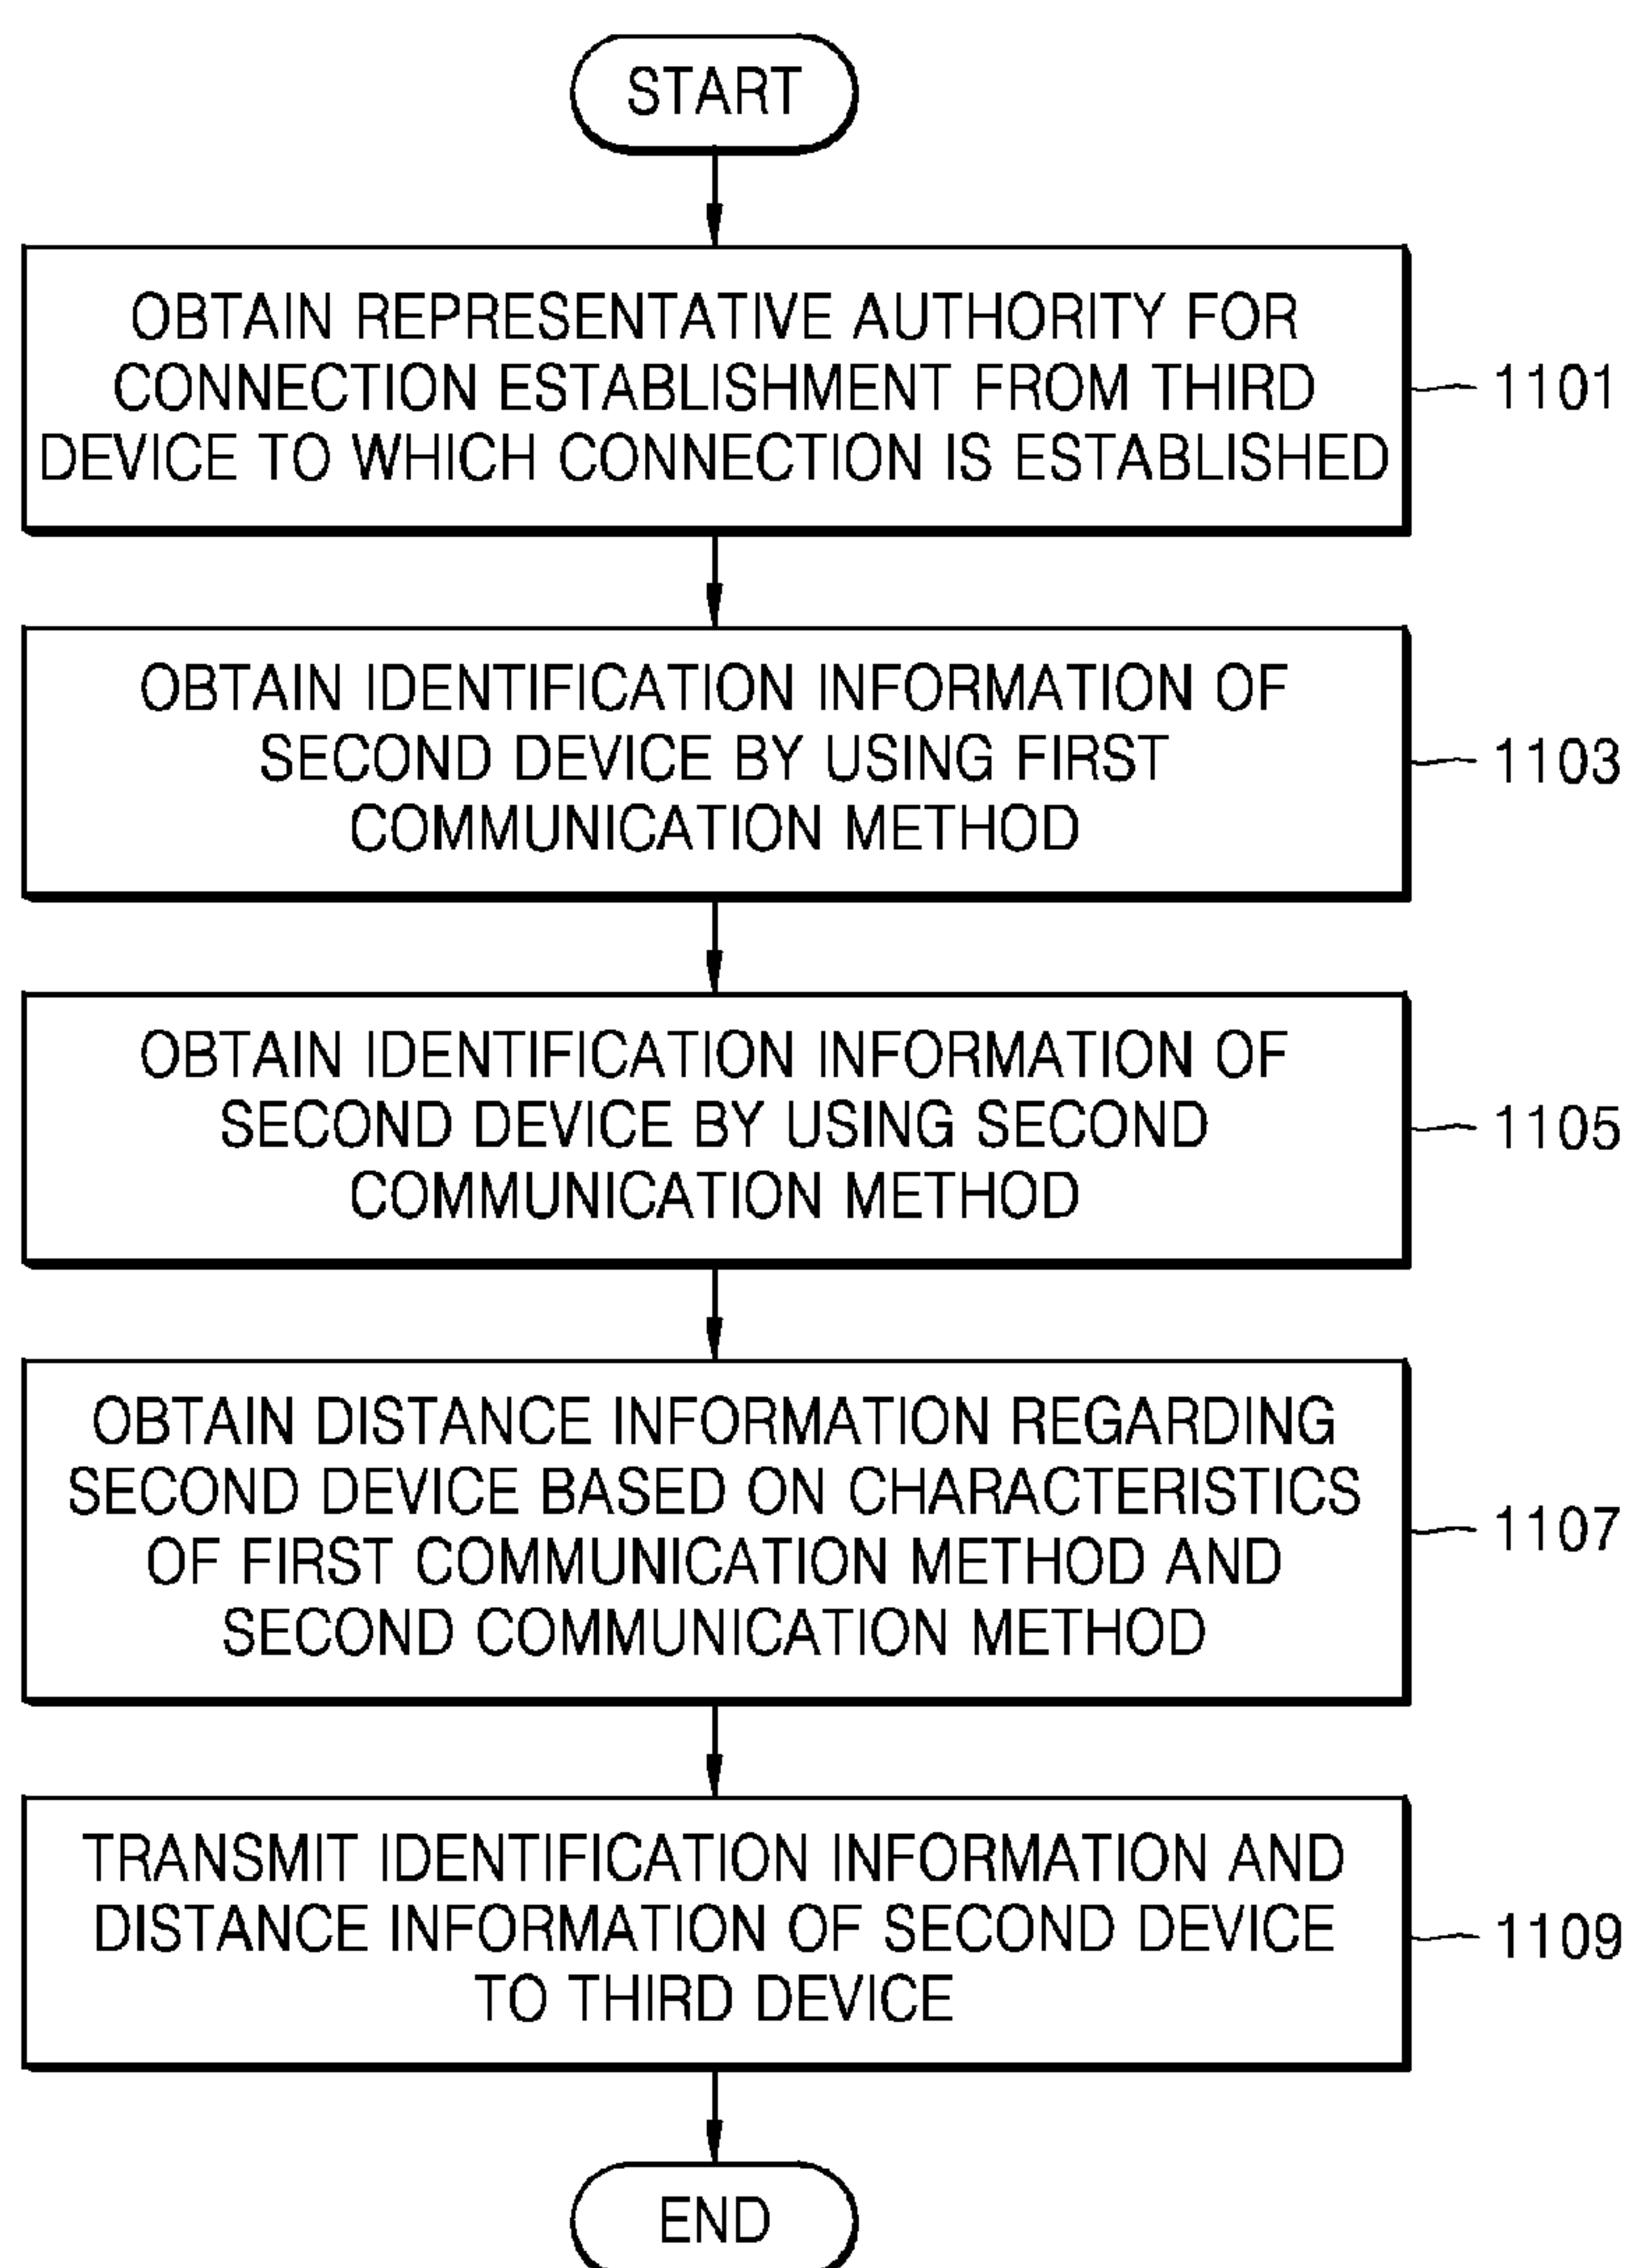 START
OBTAIN REPRESENTATIVE AUTHORITY FOR
CONNECTION ESTABLISHMENT FROM THIRD
DEVICE TO WHICH CONNECTION IS ESTABLISHED
1101
OBTAIN IDENTIFICATION INFORMATION OF
SECOND DEVICE BY USING FIRST
COMMUNICATION METHOD
1103
OBTAIN IDENTIFICATION INFORMATION OF
SECOND DEVICE BY USING SECOND
COMMUNICATION METHOD
1105
OBTAIN DISTANCE INFORMATION REGARDING
SECOND DEVICE BASED ON CHARACTERISTICS
OF FIRST COMMUNICATION METHOD AND
SECOND COMMUNICATION METHOD
1107
TRANSMIT IDENTIFICATION INFORMATION AND
DISTANCE INFORMATION OF SECOND DEVICE
TO THIRD DEVICE
1109
END